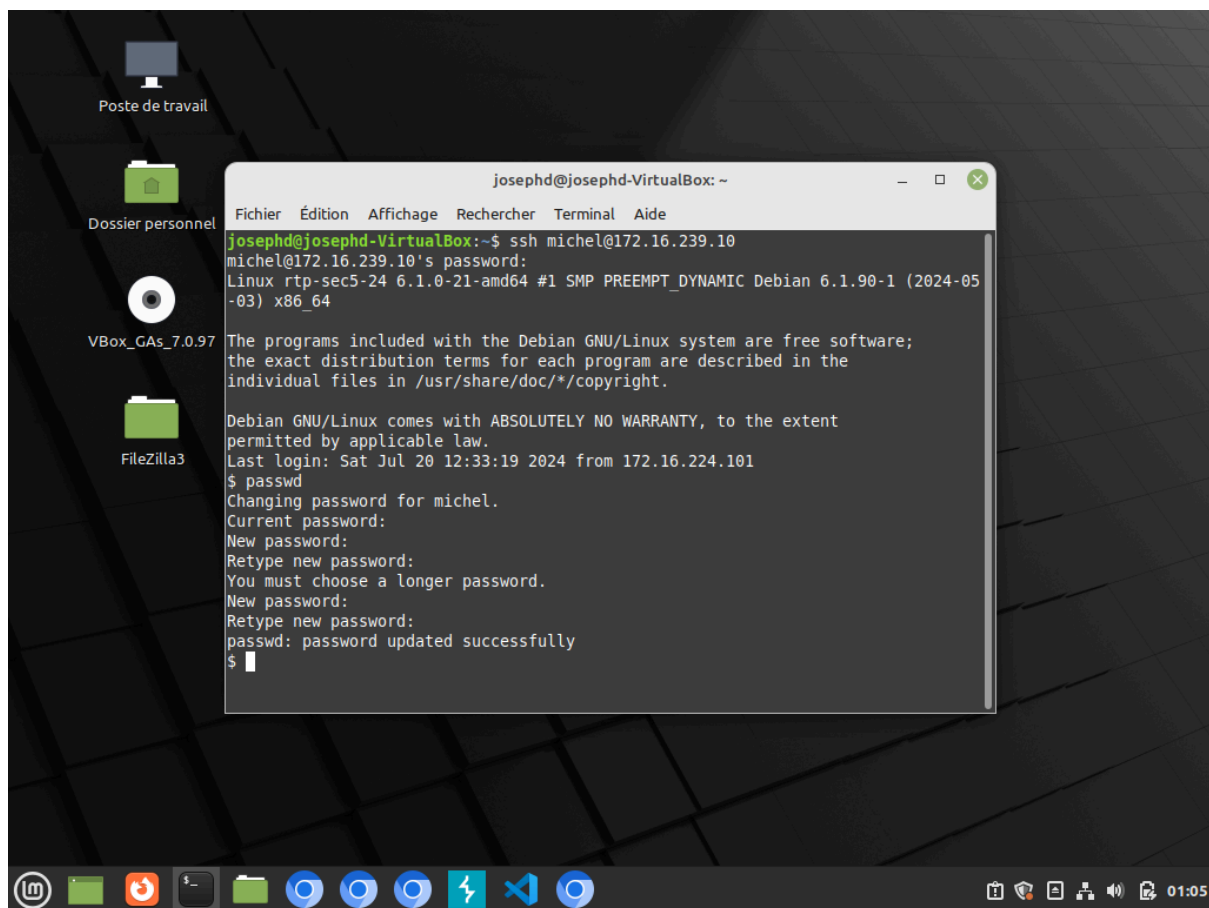 Poste de travail
Dossier personnel
VBox_GAs_7.0.97
FileZilla3
josephd@josephd-VirtualBox: ~
Fichier Édition Affichage Rechercher Terminal Aide
josephd@josephd-VirtualBox:~$ ssh michel@172.16.239.10
michel@172.16.239.10's password:
Linux rtp-sec5-24 6.1.0-21-amd64 #1 SMP PREEMPT_DYNAMIC Debian 6.1.90-1 (2024-05
-03) x86_64
The programs included with the Debian GNU/Linux system are free software;
the exact distribution terms for each program are described in the
individual files in /usr/share/doc/*/copyright.
Debian GNU/Linux comes with ABSOLUTELY NO WARRANTY, to the extent
permitted by applicable law.
Last login: Sat Jul 20 12:33:19 2024 from 172.16.224.101
$ passwd
Changing password for michel.
Current password:
New password:
Retype new password:
You must choose a longer password.
New password:
Retype new password:
passwd: password updated successfully
$
$_
01:05